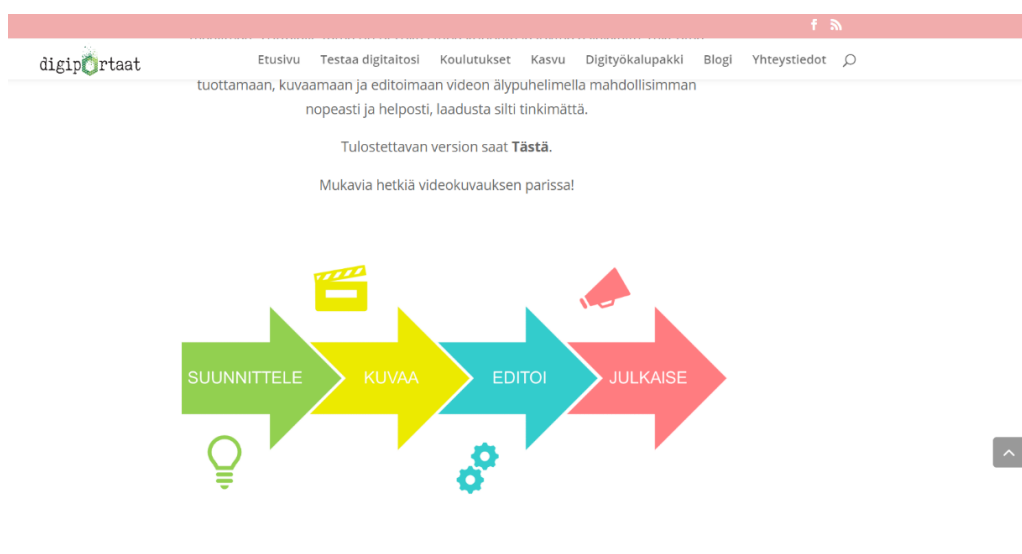 digiportaat
Etusivu Testaa digitaitosi Koulutukset Kasvu Digityökalupakki Blogi Yhteystiedot
tuottamaan, kuvaamaan ja editoimaan videon älypuhelimella mahdollisimman
nopeasti ja helposti, laadusta silti tinkimättä.
Tulostettavan version saat Tästä.
Mukavia hetkiä videokuvauksen parissa!
SUUNNITTELE
KUVAA
EDITOI
JULKAISE